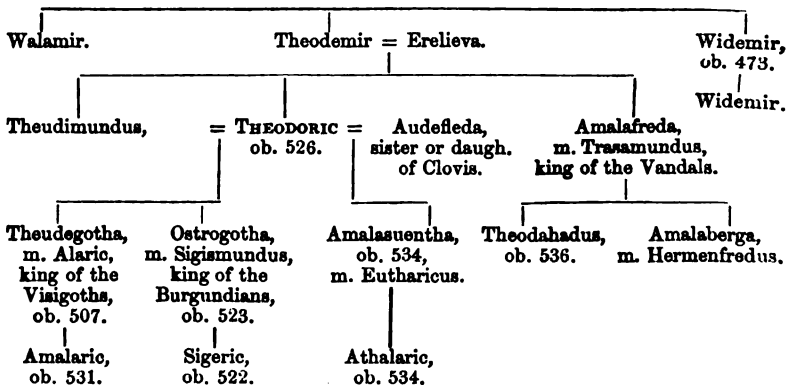 Walamir. Theodemir = Erelieva. Widemir,
ob. 473.
Widemir.
Theudimundus, = THEODORIC = Audefleda, Amalafreda,
ob. 526. sister or daugh. m. Trasamundus,
of Clovis. king of the Vandals.
Theudegotha, Ostrogotha, Amalasuentha, Theodahadus, Amalaberga,
m. Alaric, m. Sigismundus, ob. 534, ob. 536. m. Hermenfredus.
king of the king of the m. Eutharicus.
Visigoths, Burgundians,
ob. 507. ob. 523.
Amalaric, Sigeric, Athalaric,
ob. 531. ob. 522. ob. 534.